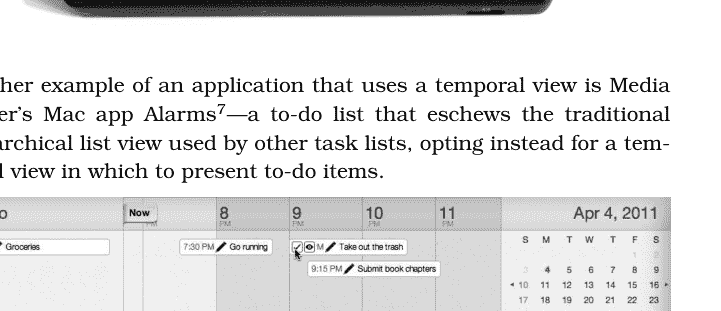 her example of an application that uses a temporal view is Media
er's Mac app Alarms7—a to-do list that eschews the traditional
archical list view used by other task lists, opting instead for a tem-
l view in which to present to-do items.
o Now 8 PM 9 PM 10 PM 11 PM Apr 4, 2011
S M T W T F S
Groceries 7:30 PM Go running M Take out the trash
9:15 PM Submit book chapters
3 4 5 6 7 8 9
10 11 12 13 14 15 16
17 18 19 20 21 22 23